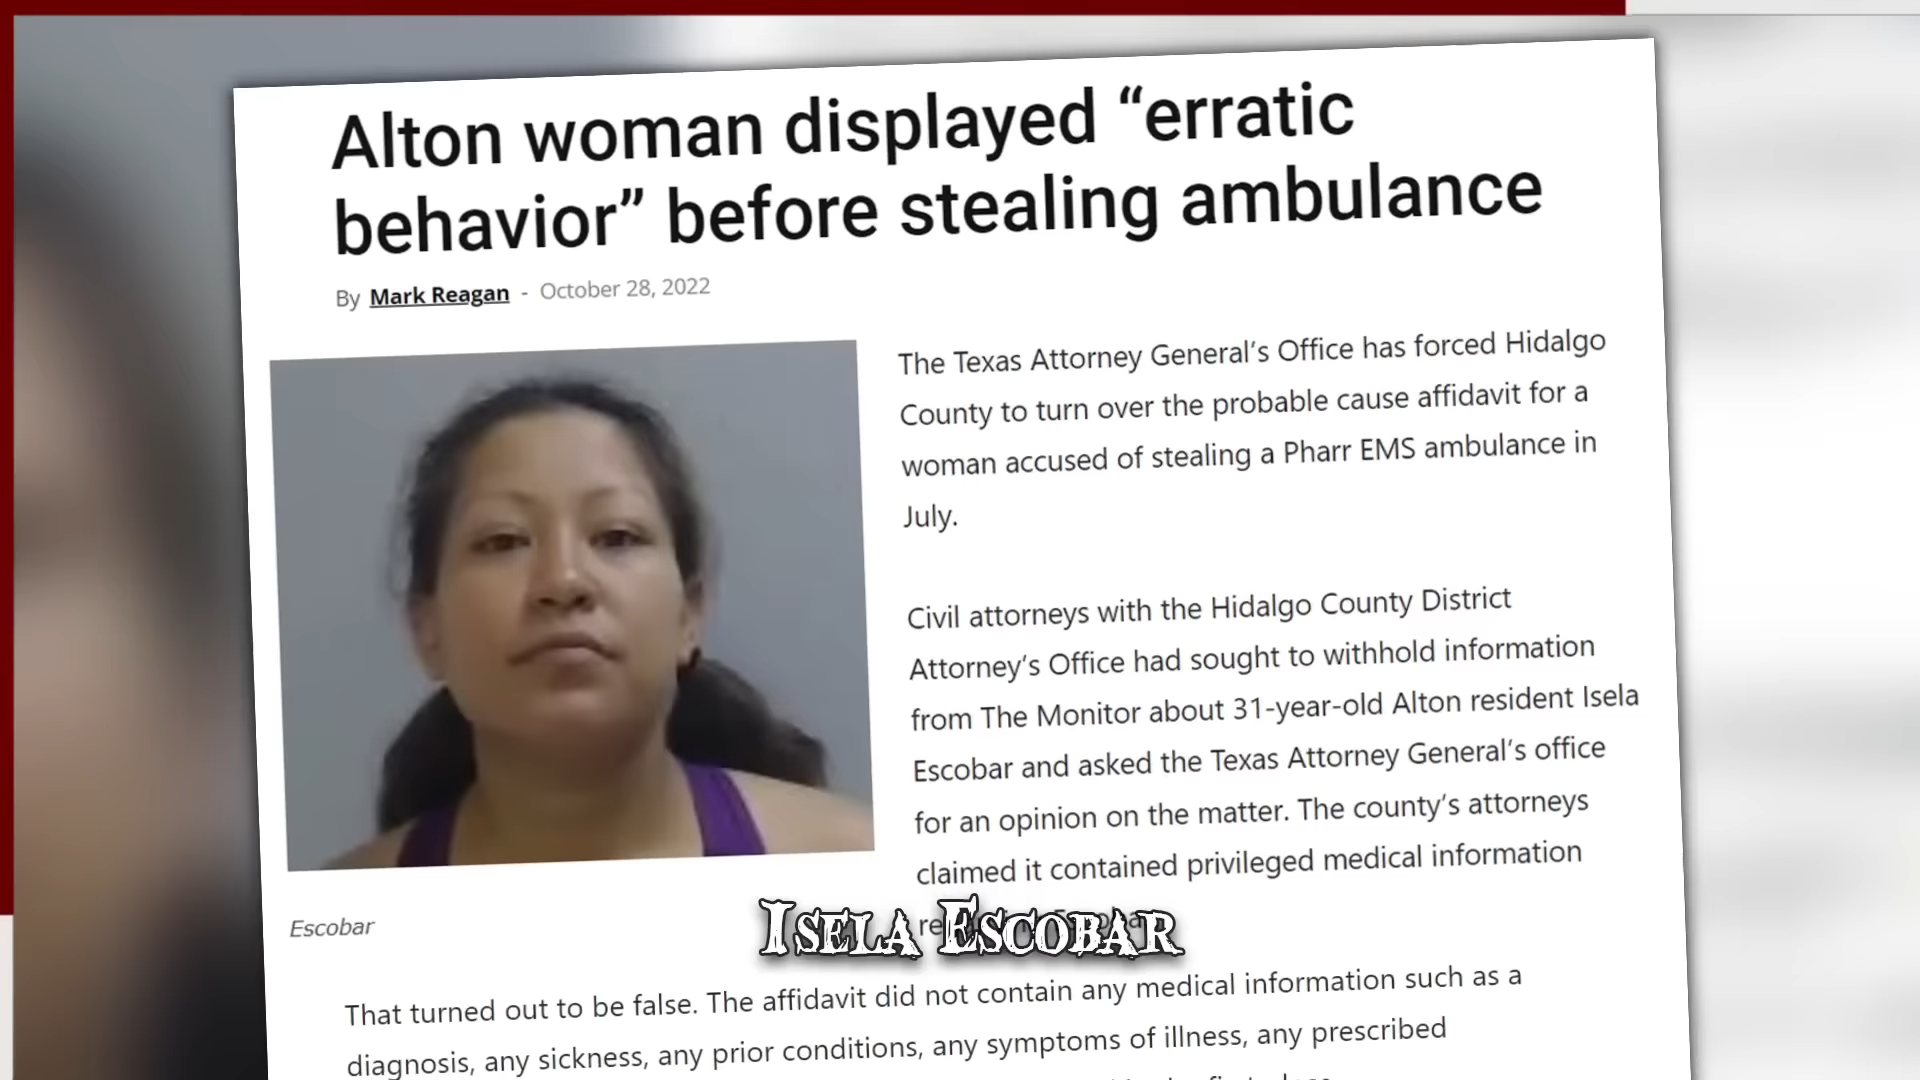 Alton woman displayed “erratic
behavior” before stealing ambulance
By Mark Reagan - October 28, 2022
The Texas Attorney General’s Office has forced Hidalgo
County to turn over the probable cause affidavit for a
woman accused of stealing a Pharr EMS ambulance in
July.
Civil attorneys with the Hidalgo County District
Attorney’s Office had sought to withhold information
from The Monitor about 31-year-old Alton resident Isela
Escobar and asked the Texas Attorney General’s office
for an opinion on the matter. The county’s attorneys
claimed it contained privileged medical information
Escobar
Isela Escobar
That turned out to be false. The affidavit did not contain any medical information such as a
diagnosis, any sickness, any prior conditions, any symptoms of illness, any prescribed